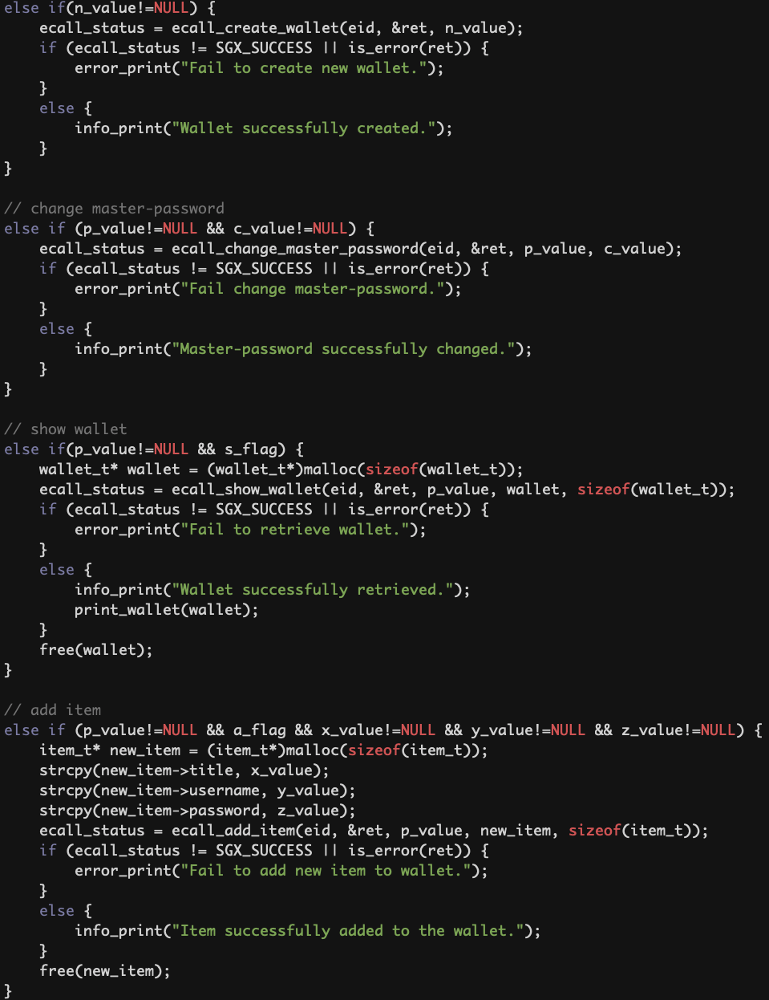 else if(n_value!=NULL) {
    ecall_status = ecall_create_wallet(eid, &ret, n_value);
    if (ecall_status != SGX_SUCCESS || is_error(ret)) {
        error_print("Fail to create new wallet.");
    }
    else {
        info_print("Wallet successfully created.");
    }
}

// change master-password
else if (p_value!=NULL && c_value!=NULL) {
    ecall_status = ecall_change_master_password(eid, &ret, p_value, c_value);
    if (ecall_status != SGX_SUCCESS || is_error(ret)) {
        error_print("Fail change master-password.");
    }
    else {
        info_print("Master-password successfully changed.");
    }
}

// show wallet
else if(p_value!=NULL && s_flag) {
    wallet_t* wallet = (wallet_t*)malloc(sizeof(wallet_t));
    ecall_status = ecall_show_wallet(eid, &ret, p_value, wallet, sizeof(wallet_t));
    if (ecall_status != SGX_SUCCESS || is_error(ret)) {
        error_print("Fail to retrieve wallet.");
    }
    else {
        info_print("Wallet successfully retrieved.");
        print_wallet(wallet);
    }
    free(wallet);
}

// add item
else if (p_value!=NULL && a_flag && x_value!=NULL && y_value!=NULL && z_value!=NULL) {
    item_t* new_item = (item_t*)malloc(sizeof(item_t));
    strcpy(new_item->title, x_value);
    strcpy(new_item->username, y_value);
    strcpy(new_item->password, z_value);
    ecall_status = ecall_add_item(eid, &ret, p_value, new_item, sizeof(item_t));
    if (ecall_status != SGX_SUCCESS || is_error(ret)) {
        error_print("Fail to add new item to wallet.");
    }
    else {
        info_print("Item successfully added to the wallet.");
    }
    free(new_item);
}